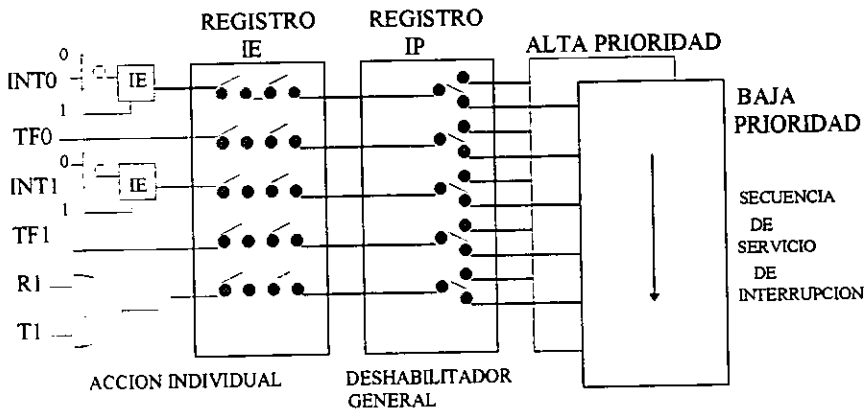 REGISTRO
IE
REGISTRO
IP
ALTA PRIORIDAD
BAJA
PRIORIDAD
0
INT0
IE
1
TF0
0
INT1
IE
1
TF1
R1
T1
SECUENCIA
DE
SERVICIO
DE
INTERRUPCION
ACCION INDIVIDUAL
DESHABILITADOR
GENERAL